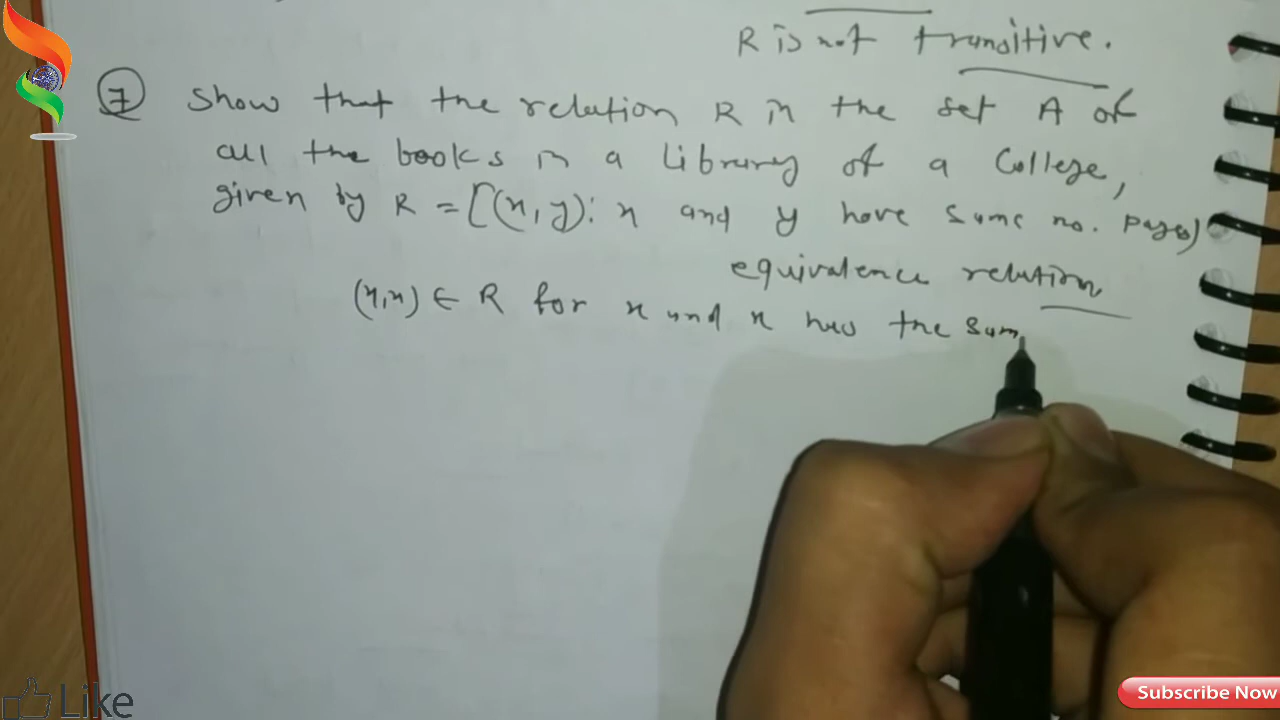 R is not transitive.
7 Show that the relation R in the set A of
all the books in a library of a College,
given by R = [(x, y): x and y have same no. pages}
equivalence relation
(x,x) ∈ R for x and x has the sam
Like
Subscribe Now